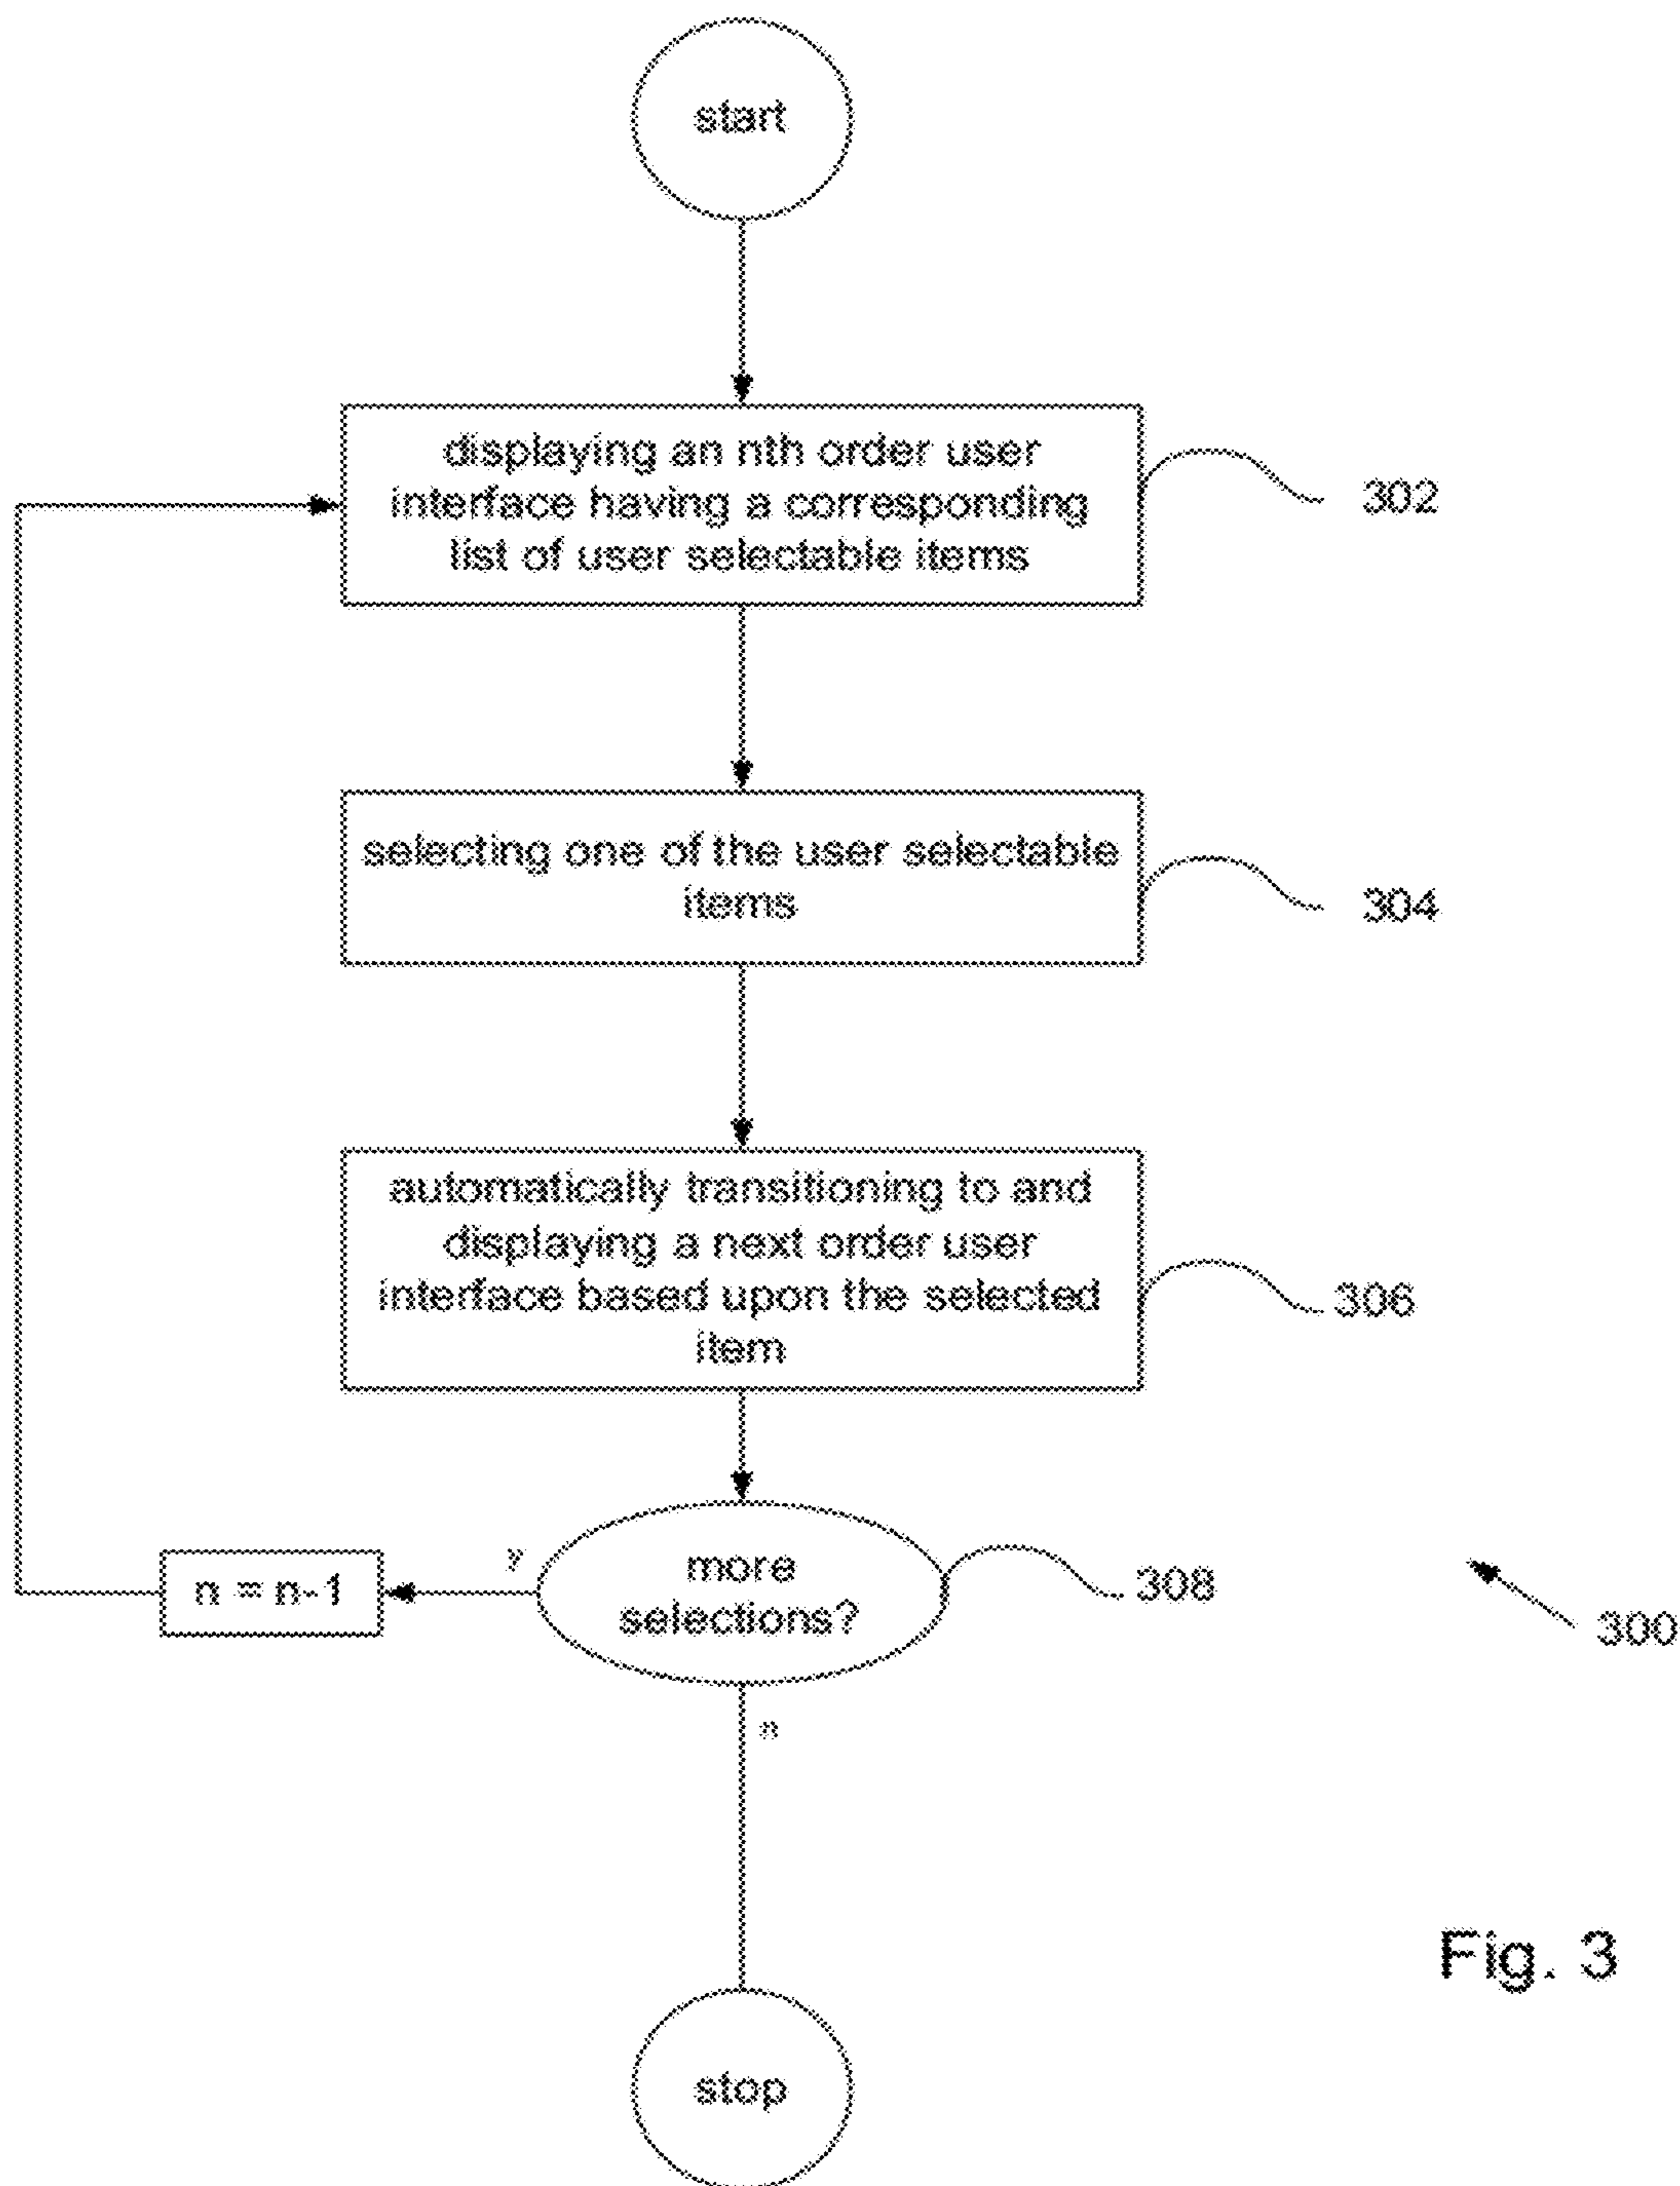 start
displaying an nth order user
interface having a corresponding
list of user selectable items
302
selecting one of the user selectable
items
304
automatically transitioning to and
displaying a next order user
interface based upon the selected
item
306
more
selections?
308
y
n = n-1
300
n
Fig. 3
stop